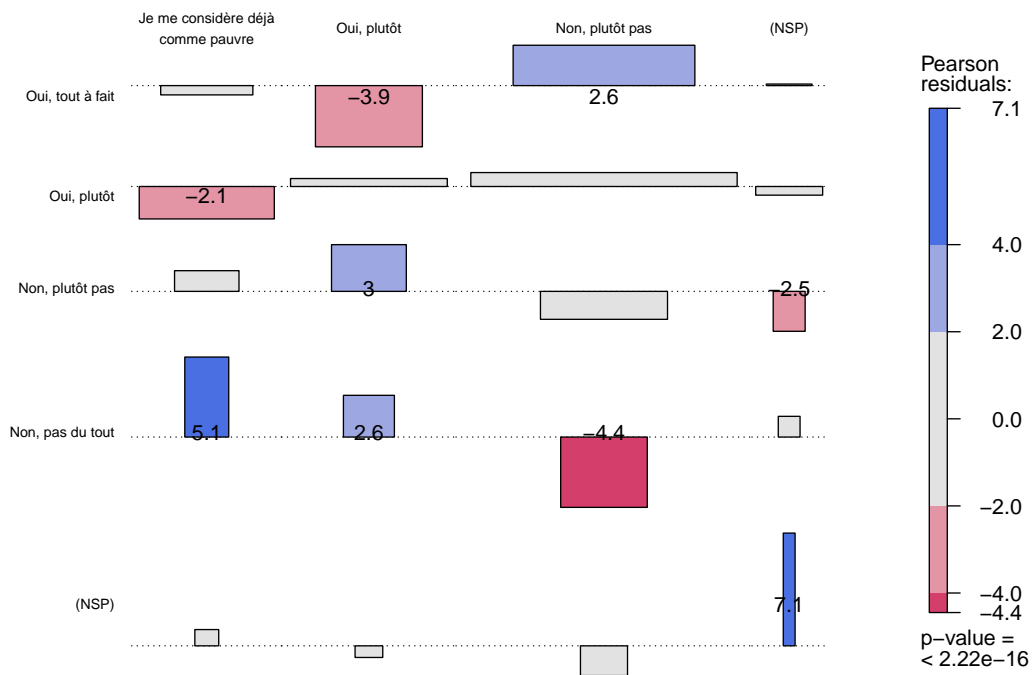 Je me considère déjà
comme pauvre
Oui, plutôt
Non, plutôt pas
(NSP)
Oui, tout à fait
−3.9
2.6
Oui, plutôt
−2.1
Non, plutôt pas
3
−2.5
Non, pas du tout
5.1
2.6
−4.4
(NSP)
7.1
Pearson
residuals:
7.1
4.0
2.0
0.0
−2.0
−4.0
−4.4
p−value =
< 2.22e−16